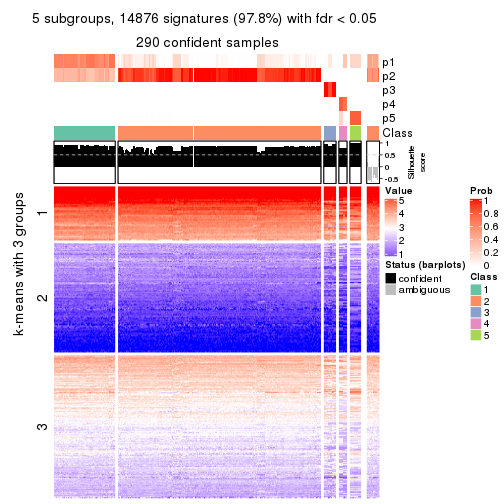 5 subgroups, 14876 signatures (97.8%) with fdr < 0.05
290 confident samples
p1
p2
p3
p4
p5
Class
1
0.5
0
-0.5
Silhouette
score
k-means with 3 groups
1
2
3
Value
5
4
3
2
1
Status (barplots)
confident
ambiguous
Prob
1
0.8
0.6
0.4
0.2
0
Class
1
2
3
4
5